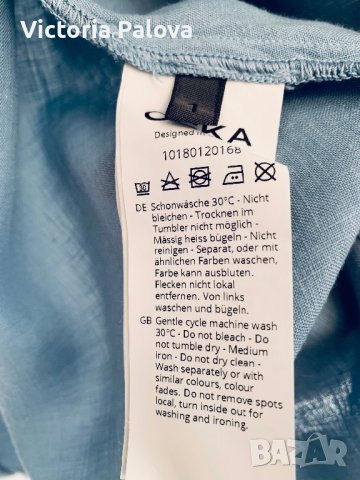 Victoria Palova
Designed
10180120168
DE Schonwäsche 30°C - Nicht
bleichen - Trocknen im
Tumbler nicht möglich -
Mässig heiss bügeln - Nicht
reinigen - Separat, oder mit
ähnlichen Farben waschen,
Farbe kann ausbluten.
Flecken nicht lokal
entfernen. Von links
waschen und bügeln.
GB Gentle cycle machine wash
30°C - Do not bleach - Do
not tumble dry - Medium
iron - Do not dry clean -
Wash separately or with
similar colours, colour
fades. Do not remove spots
local, turn inside out for
washing and ironing.
BAZAR